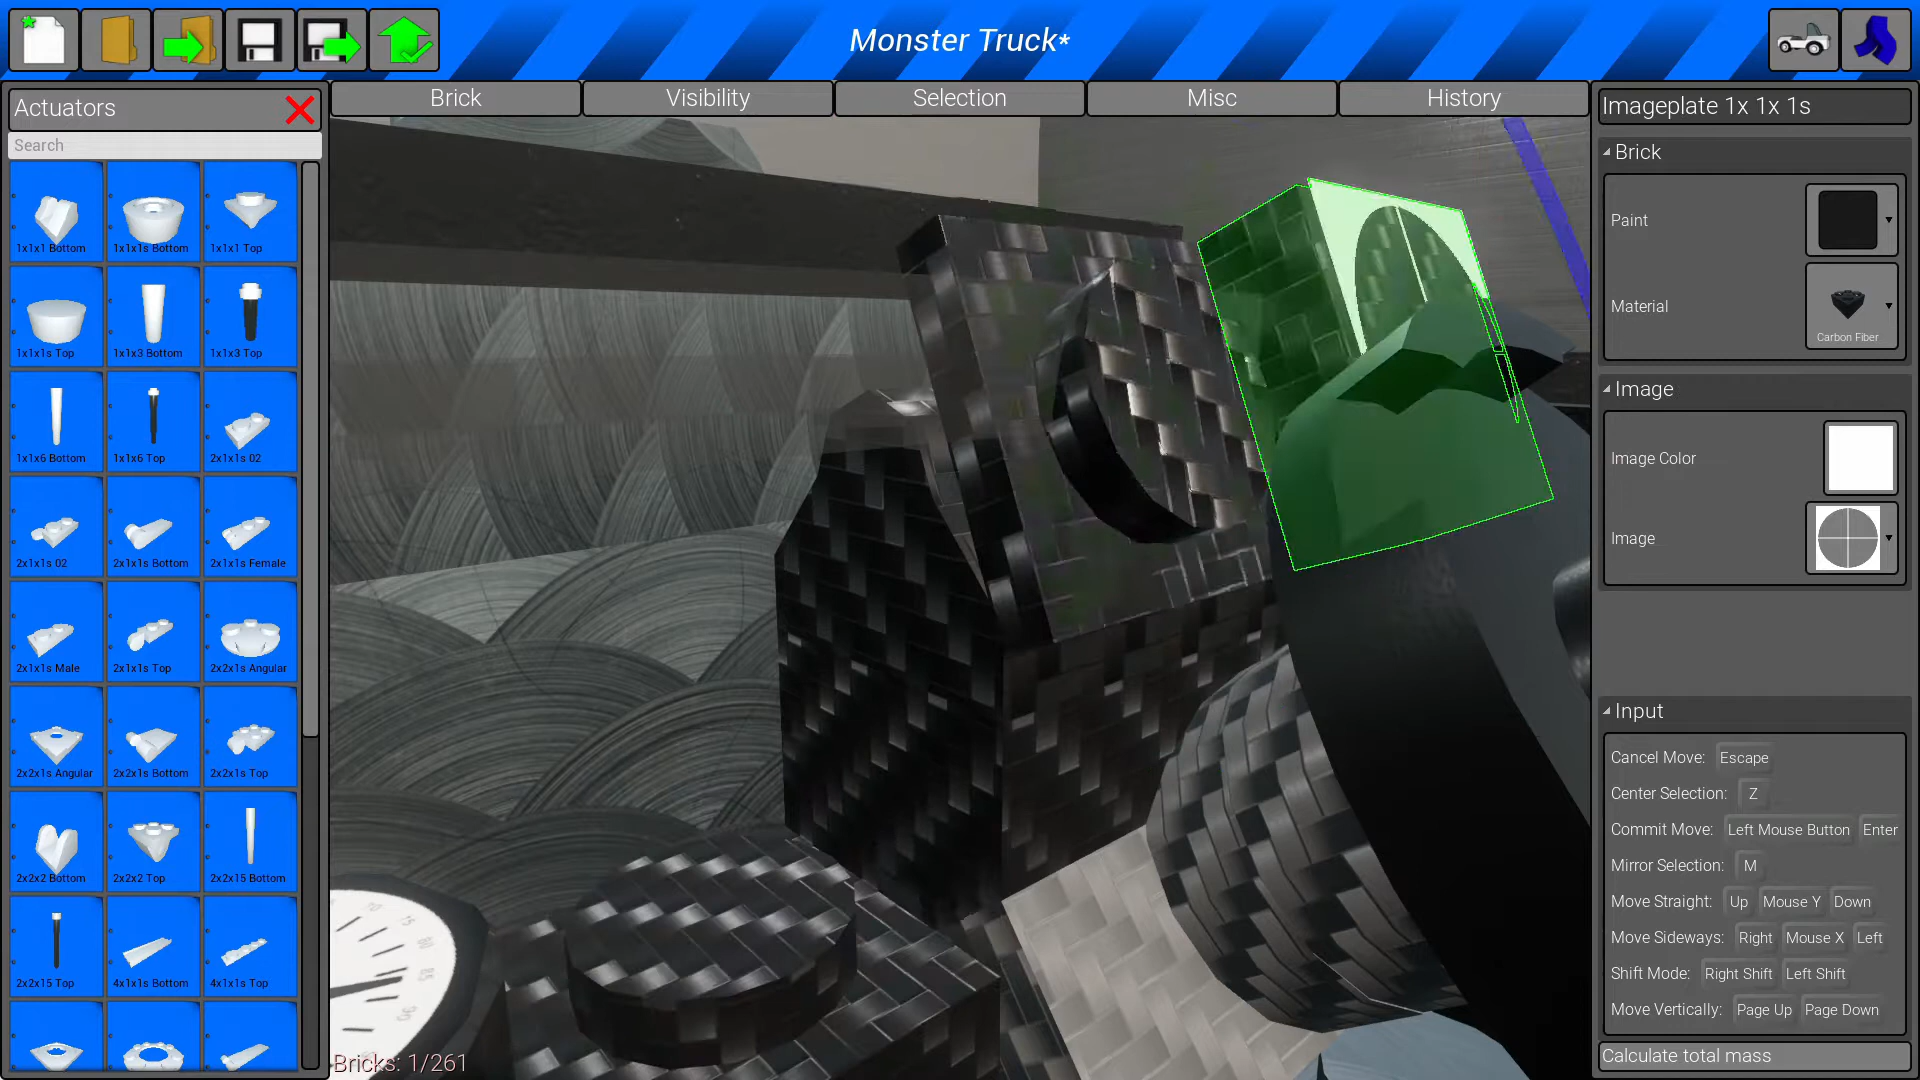 Monster Truck*
Actuators
Search
1x1x1 Bottom
1x1x1s Bottom
1x1x1 Top
1x1x1s Top
1x1x3 Bottom
1x1x3 Top
1x1x6 Bottom
1x1x6 Top
2x1x1s 02
2x1x1s 02
2x1x1s Bottom
2x1x1s Female
2x1x1s Male
2x1x1s Top
2x2x1s Angular
2x2x1s Angular
2x2x1s Bottom
2x2x1s Top
2x2x2 Bottom
2x2x2 Top
2x2x15 Bottom
2x2x15 Top
4x1x1s Bottom
4x1x1s Top
Brick
Visibility
Selection
Misc
History
70
75
80
85
90
Bricks: 1/261
Imageplate 1x 1x 1s
Brick
Paint
Material
Carbon Fiber
Image
Image Color
Image
Input
Cancel Move: Escape
Center Selection: Z
Commit Move: Left Mouse Button Enter
Mirror Selection: M
Move Straight: Up Mouse Y Down
Move Sideways: Right Mouse X Left
Shift Mode: Right Shift Left Shift
Move Vertically: Page Up Page Down
Calculate total mass